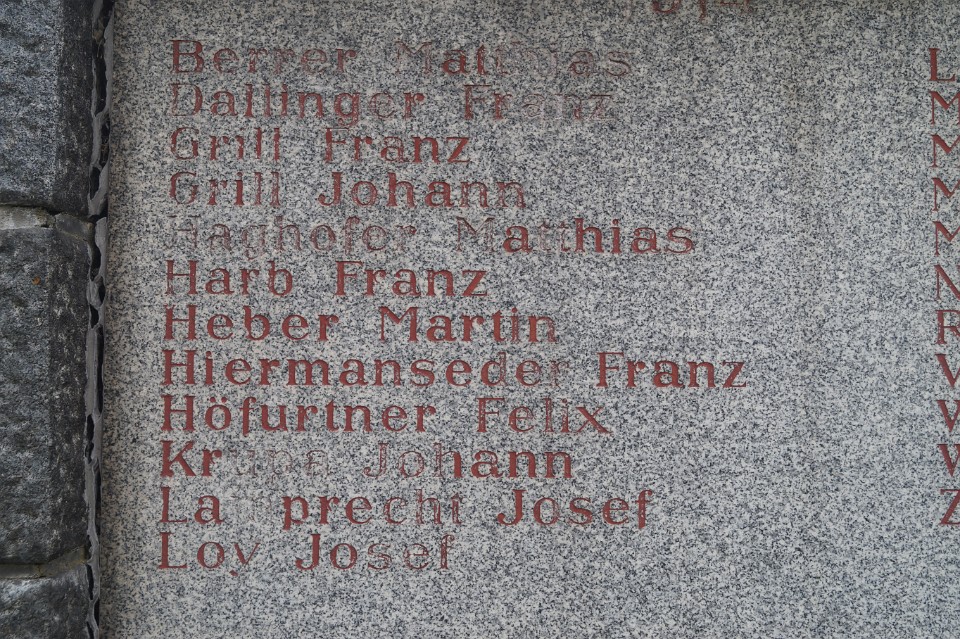 Berrer Matthias
Dallinger Franz
Grill Franz
Grill Johann
Haghofer Matthias
Harb Franz
Heber Martin
Hiermanseder Franz
Höfurtner Felix
Krapa Johann
Josef
Loy Josef